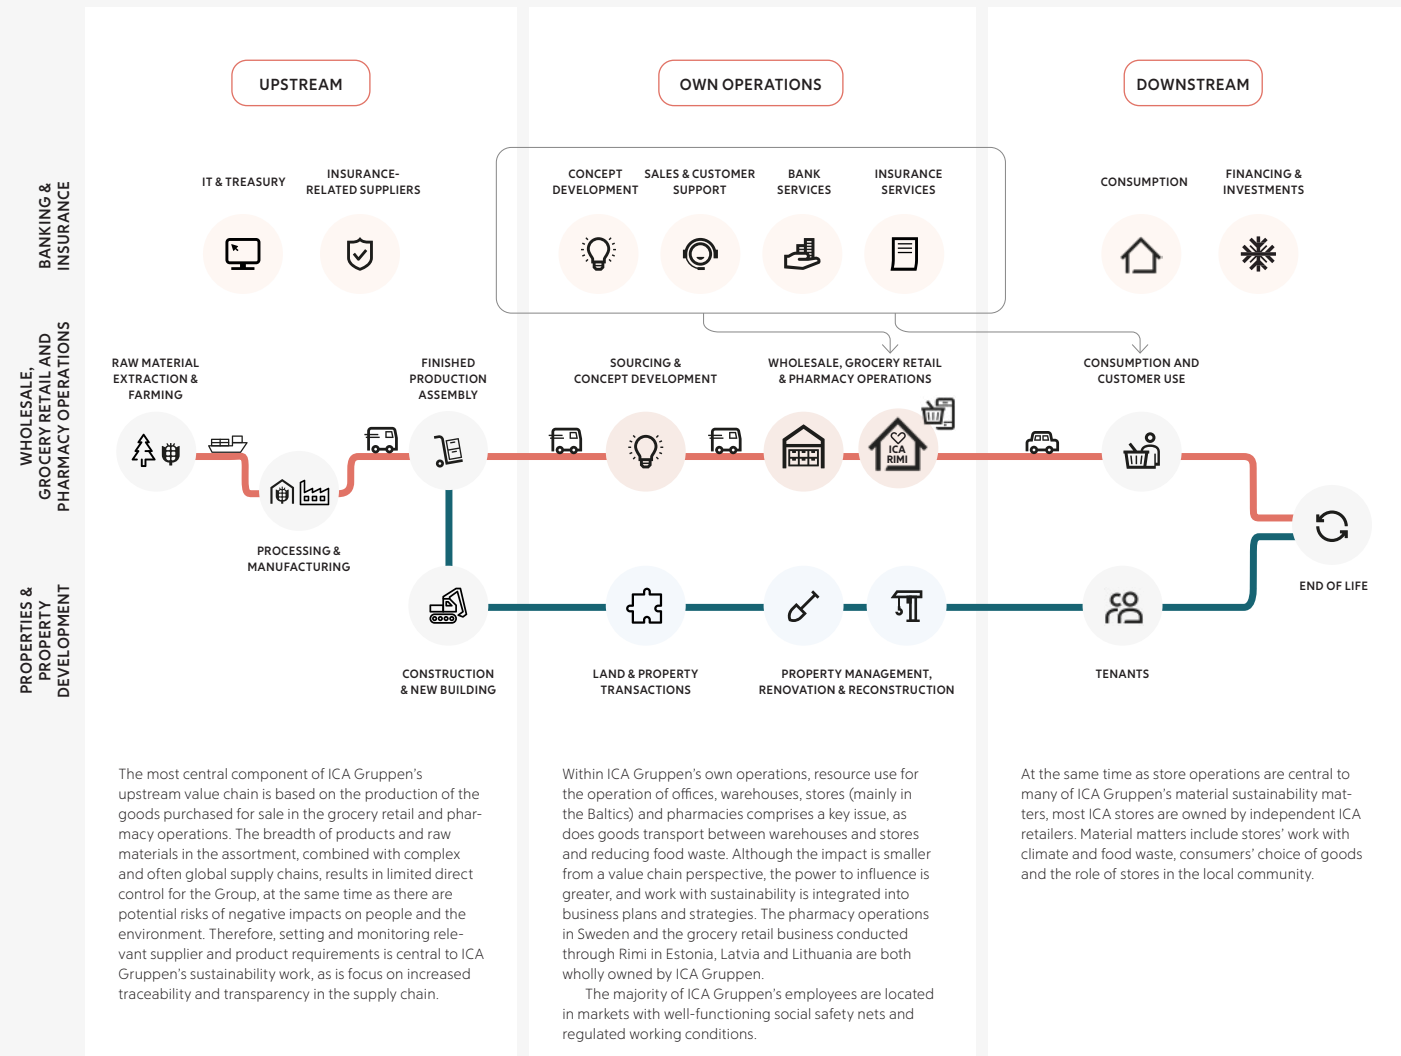 UPSTREAM
OWN OPERATIONS
DOWNSTREAM
BANKING &
INSURANCE
IT & TREASURY
INSURANCE-
RELATED SUPPLIERS
CONCEPT
DEVELOPMENT
SALES & CUSTOMER
SUPPORT
BANK
SERVICES
INSURANCE
SERVICES
CONSUMPTION
FINANCING &
INVESTMENTS
WHOLESALE,
GROCERY RETAIL AND
PHARMACY OPERATIONS
RAW MATERIAL
EXTRACTION &
FARMING
PROCESSING &
MANUFACTURING
FINISHED
PRODUCTION
ASSEMBLY
SOURCING &
CONCEPT DEVELOPMENT
WHOLESALE, GROCERY RETAIL
& PHARMACY OPERATIONS
ICA
RIMI
CONSUMPTION AND
CUSTOMER USE
END OF LIFE
PROPERTIES &
PROPERTY
DEVELOPMENT
CONSTRUCTION
& NEW BUILDING
LAND & PROPERTY
TRANSACTIONS
PROPERTY MANAGEMENT,
RENOVATION & RECONSTRUCTION
TENANTS
The most central component of ICA Gruppen's
upstream value chain is based on the production of the
goods purchased for sale in the grocery retail and phar-
macy operations. The breadth of products and raw
materials in the assortment, combined with complex
and often global supply chains, results in limited direct
control for the Group, at the same time as there are
potential risks of negative impacts on people and the
environment. Therefore, setting and monitoring rele-
vant supplier and product requirements is central to ICA
Gruppen's sustainability work, as is focus on increased
traceability and transparency in the supply chain.
Within ICA Gruppen's own operations, resource use for
the operation of offices, warehouses, stores (mainly in
the Baltics) and pharmacies comprises a key issue, as
does goods transport between warehouses and stores
and reducing food waste. Although the impact is smaller
from a value chain perspective, the power to influence is
greater, and work with sustainability is integrated into
business plans and strategies. The pharmacy operations
in Sweden and the grocery retail business conducted
through Rimi in Estonia, Latvia and Lithuania are both
wholly owned by ICA Gruppen.
The majority of ICA Gruppen's employees are located
in markets with well-functioning social safety nets and
regulated working conditions.
At the same time as store operations are central to
many of ICA Gruppen's material sustainability mat-
ters, most ICA stores are owned by independent ICA
retailers. Material matters include stores' work with
climate and food waste, consumers' choice of goods
and the role of stores in the local community.